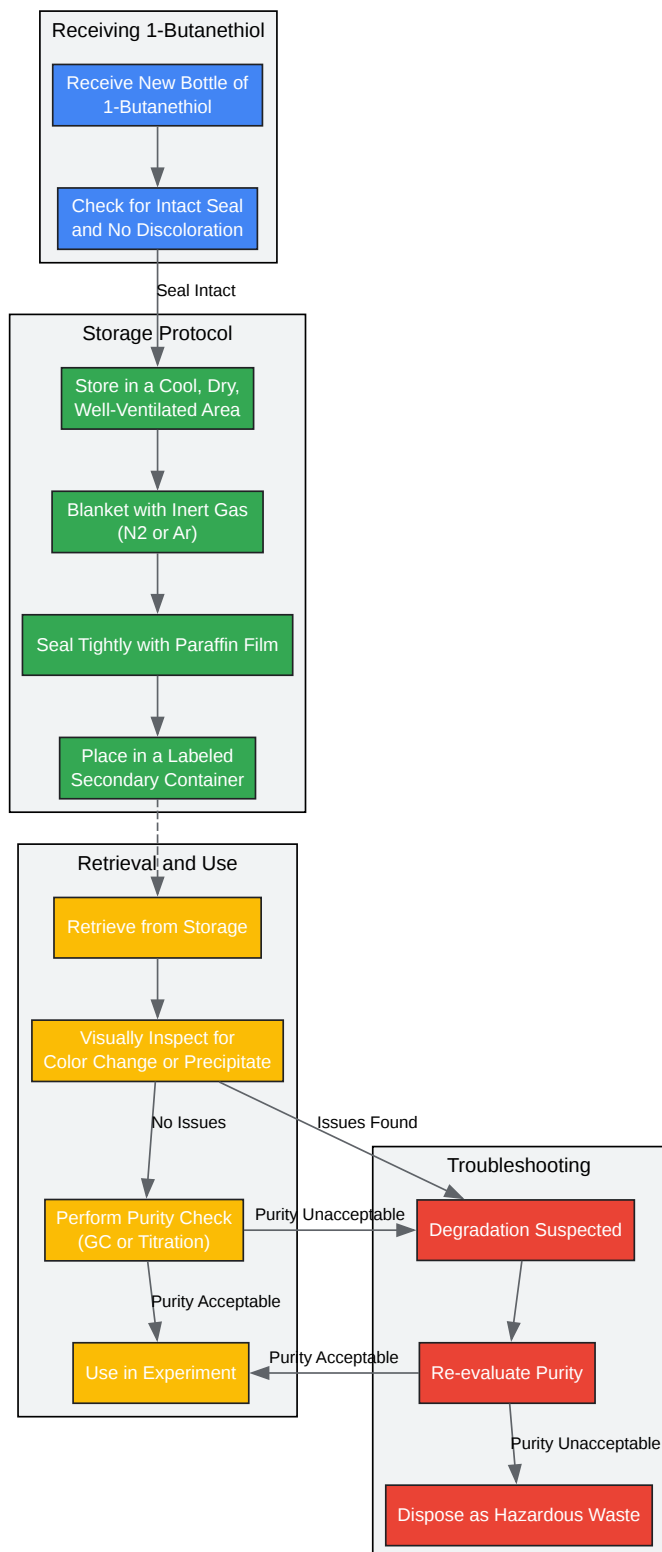 Receiving 1-Butanethiol
Receive New Bottle of
1-Butanethiol
Check for Intact Seal
and No Discoloration
Seal Intact
Storage Protocol
Store in a Cool, Dry,
Well-Ventilated Area
Blanket with Inert Gas
(N2 or Ar)
Seal Tightly with Paraffin Film
Place in a Labeled
Secondary Container
Retrieval and Use
Retrieve from Storage
Visually Inspect for
Color Change or Precipitate
No Issues
Issues Found
Troubleshooting
Perform Purity Check
(GC or Titration)
Purity Unacceptable
Degradation Suspected
Purity Acceptable
Use in Experiment
Purity Acceptable
Re-evaluate Purity
Purity Unacceptable
Dispose as Hazardous Waste